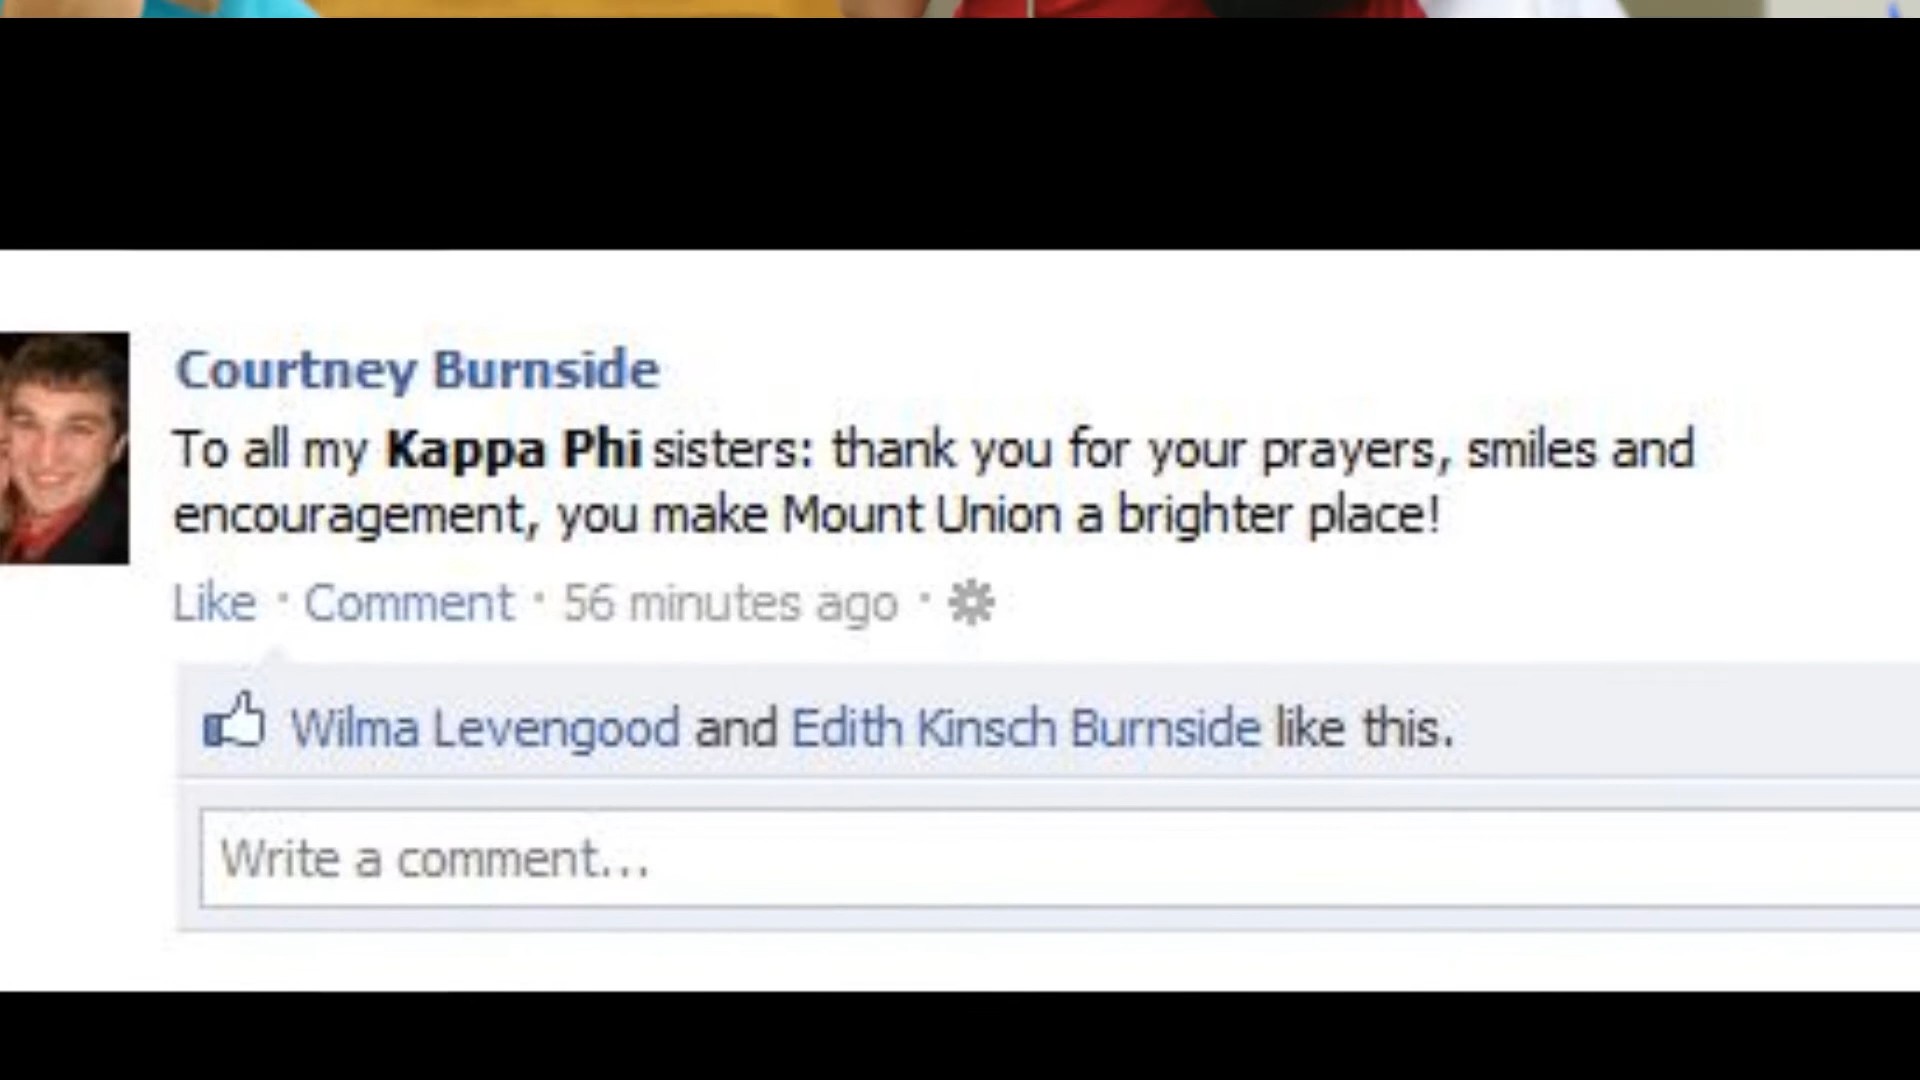 Courtney Burnside
To all my Kappa Phi sisters: thank you for your prayers, smiles and
encouragement, you make Mount Union a brighter place!
Like · Comment · 56 minutes ago ·
Wilma Levengood and Edith Kinsch Burnside like this.
Write a comment...